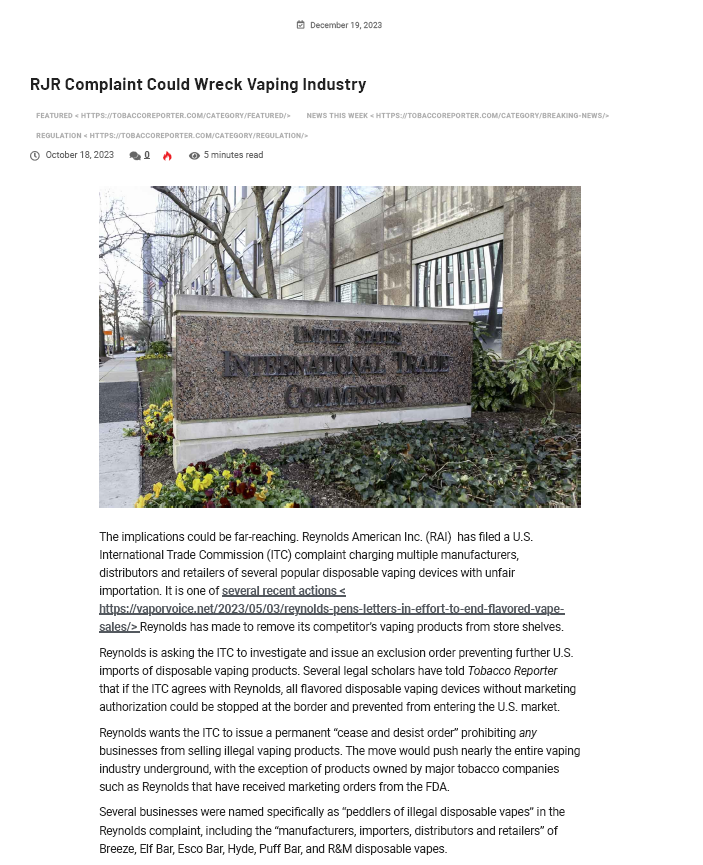 December 19, 2023
RJR Complaint Could Wreck Vaping Industry
FEATURED < HTTPS://TOBACCOREPORTER.COM/CATEGORY/FEATURED/> NEWS THIS WEEK < HTTPS://TOBACCOREPORTER.COM/CATEGORY/BREAKING-NEWS/>
REGULATION < HTTPS://TOBACCOREPORTER.COM/CATEGORY/REGULATION/>
October 18, 2023 0 5 minutes read
UNITED STATES
INTERNATIONAL TRADE
COMMISSION
The implications could be far-reaching. Reynolds American Inc. (RAI) has filed a U.S.
International Trade Commission (ITC) complaint charging multiple manufacturers,
distributors and retailers of several popular disposable vaping devices with unfair
importation. It is one of several recent actions <
https://vaporvoice.net/2023/05/03/reynolds-pens-letters-in-effort-to-end-flavored-vape-
sales/> Reynolds has made to remove its competitor's vaping products from store shelves.
Reynolds is asking the ITC to investigate and issue an exclusion order preventing further U.S.
imports of disposable vaping products. Several legal scholars have told Tobacco Reporter
that if the ITC agrees with Reynolds, all flavored disposable vaping devices without marketing
authorization could be stopped at the border and prevented from entering the U.S. market.
Reynolds wants the ITC to issue a permanent “cease and desist order” prohibiting any
businesses from selling illegal vaping products. The move would push nearly the entire vaping
industry underground, with the exception of products owned by major tobacco companies
such as Reynolds that have received marketing orders from the FDA.
Several businesses were named specifically as “peddlers of illegal disposable vapes” in the
Reynolds complaint, including the “manufacturers, importers, distributors and retailers” of
Breeze, Elf Bar, Esco Bar, Hyde, Puff Bar, and R&M disposable vapes.